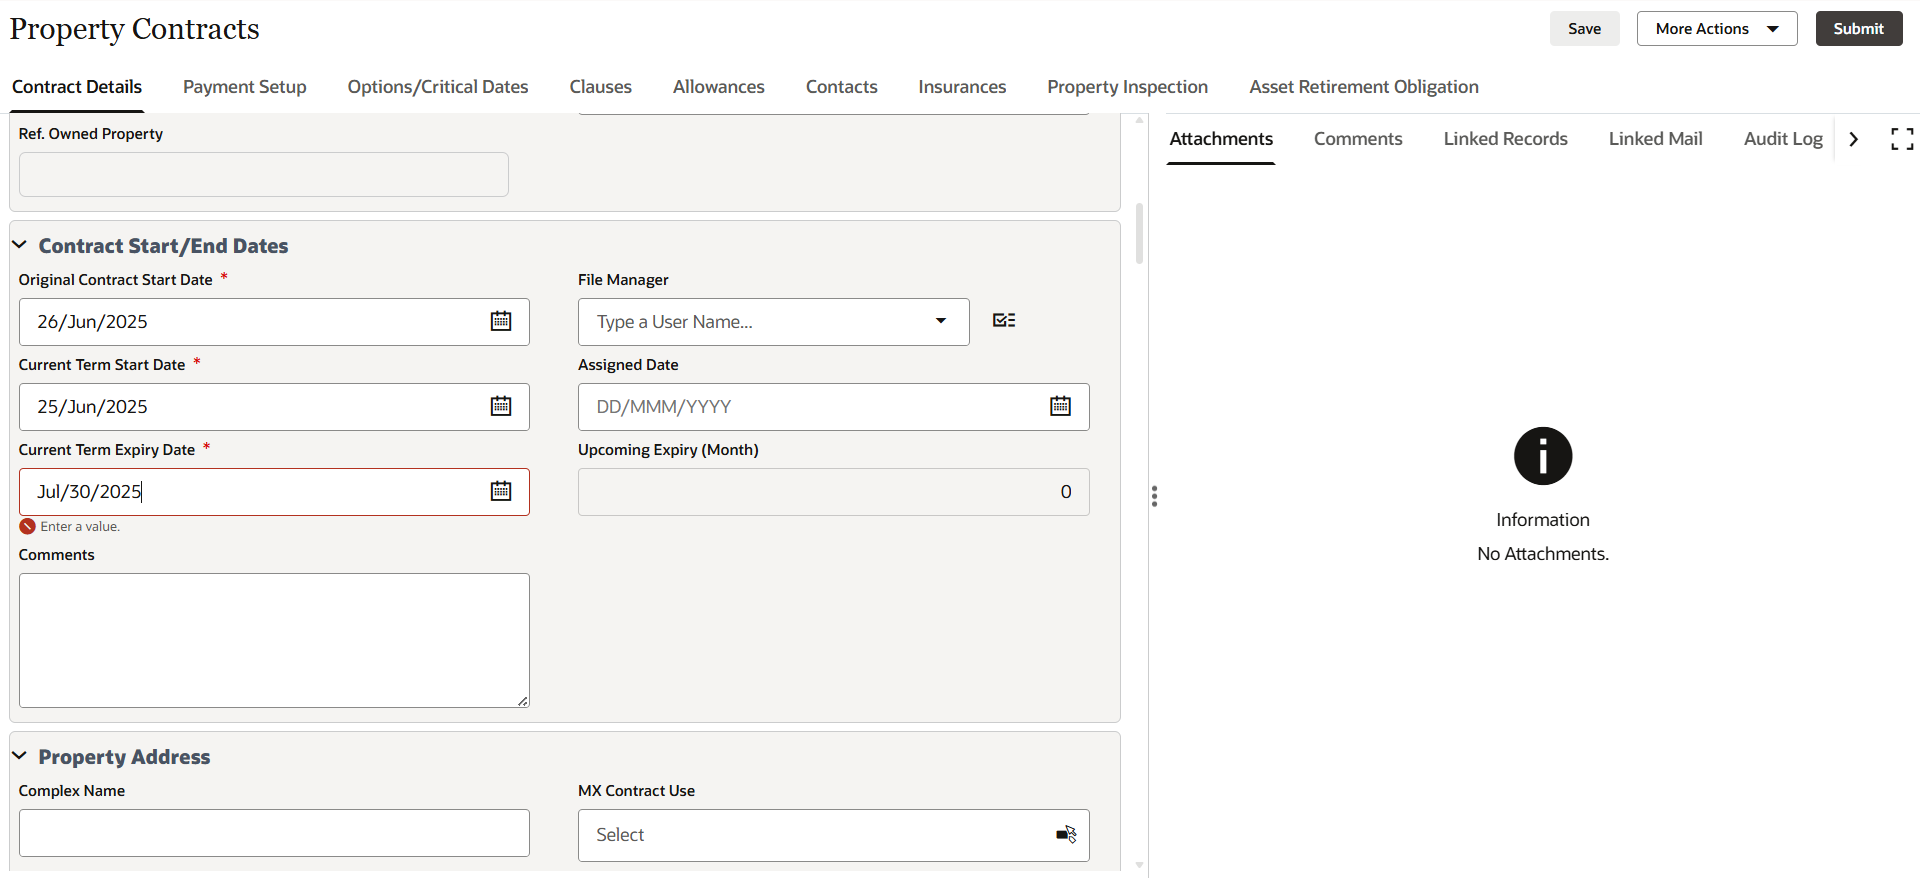 Property Contracts
Save
More Actions
Submit
Contract Details
Payment Setup
Options/Critical Dates
Clauses
Allowances
Contacts
Insurances
Property Inspection
Asset Retirement Obligation
Ref. Owned Property
Contract Start/End Dates
Original Contract Start Date *
26/Jun/2025
File Manager
Type a User Name...
Current Term Start Date *
25/Jun/2025
Assigned Date
DD/MMM/YYYY
Current Term Expiry Date *
Jul/30/2025
Enter a value.
Upcoming Expiry (Month)
0
Comments
Property Address
Complex Name
MX Contract Use
Select
Attachments
Comments
Linked Records
Linked Mail
Audit Log
Information
No Attachments.